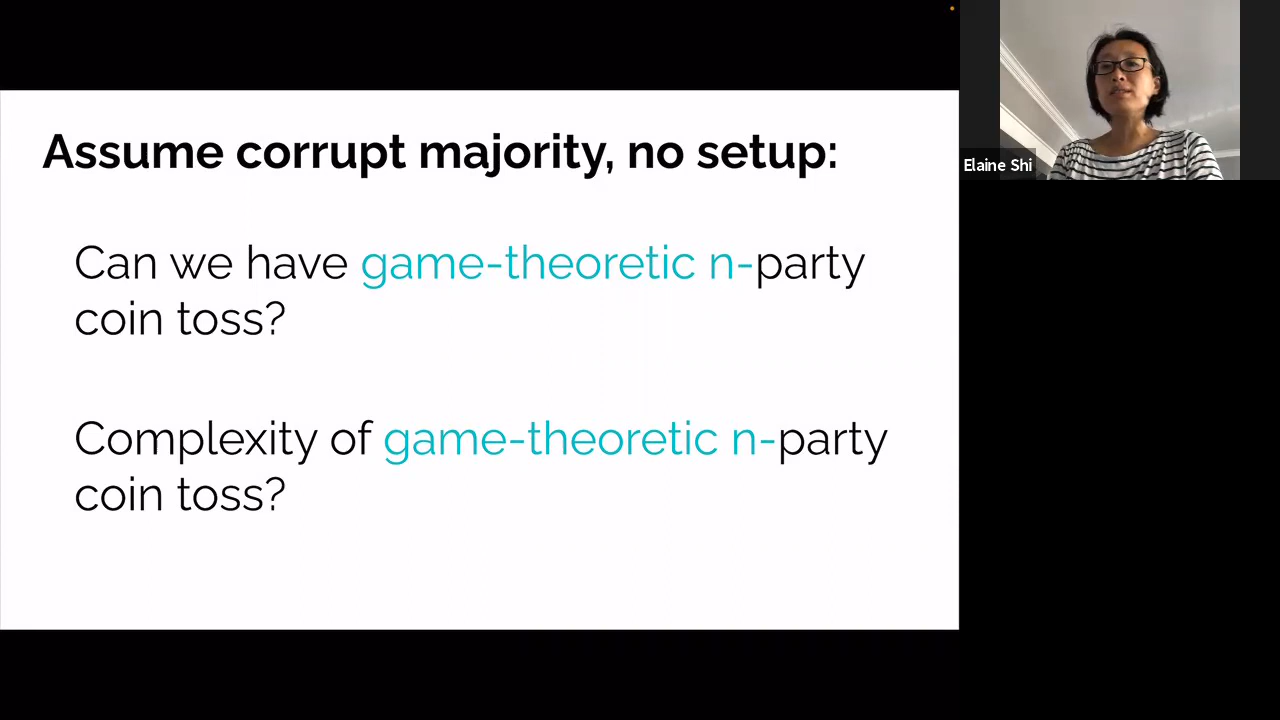 Assume corrupt majority, no setup:
Can we have game-theoretic n-party
coin toss?
Complexity of game-theoretic n-party
coin toss?
Elaine Shi